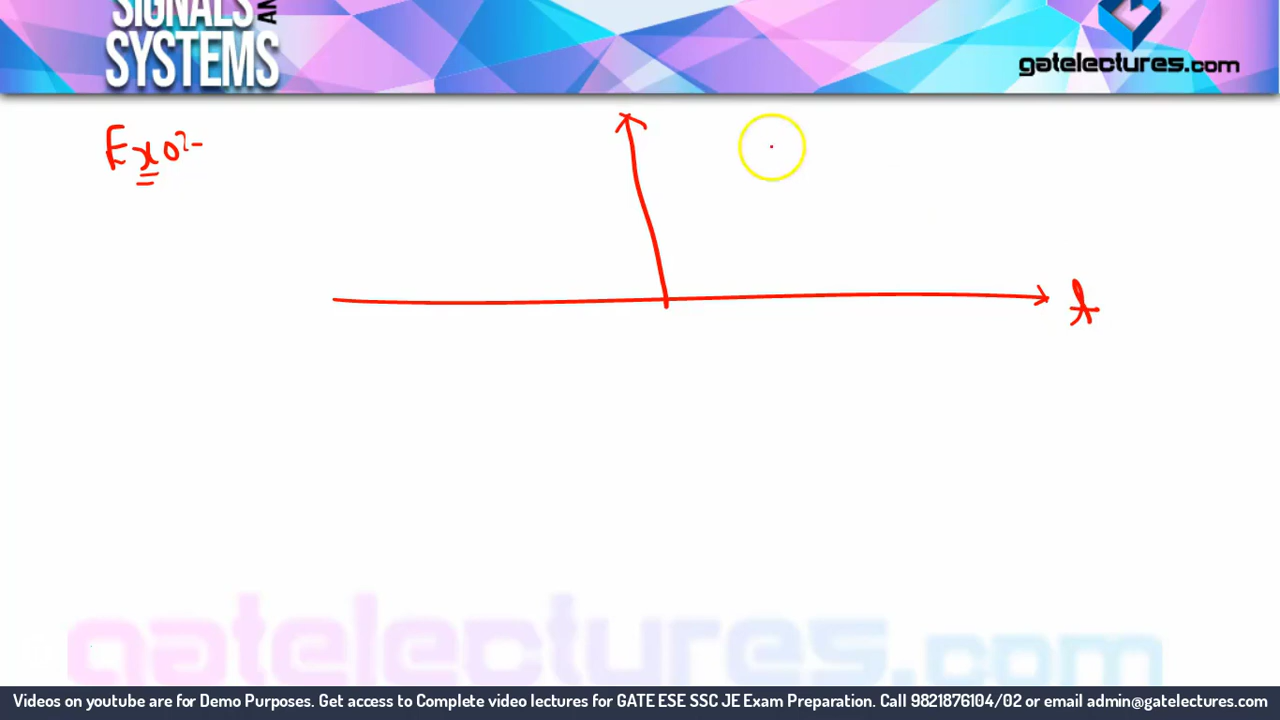 SIGNALS AND
SYSTEMS
gatelectures.com
Ex 02-
t
gatelectures.com
Videos on youtube are for Demo Purposes. Get access to Complete video lectures for GATE ESE SSC JE Exam Preparation. Call 9821876104/02 or email admin@gatelectures.com